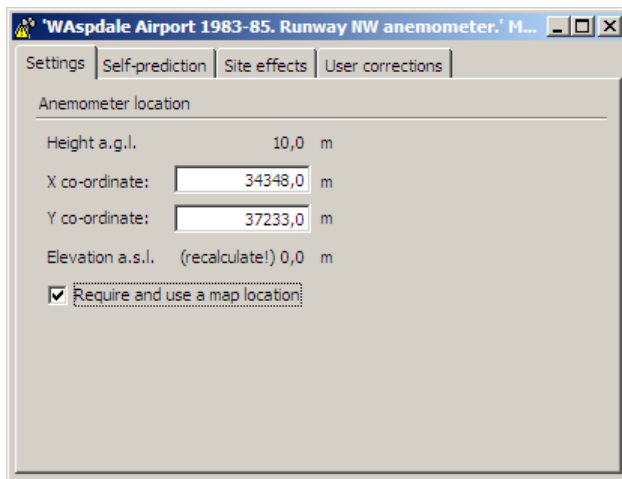 'WAspdale Airport 1983-85. Runway NW anemometer.' M...
Settings Self-prediction Site effects User corrections
Anemometer location
Height a.g.l. 10,0 m
X co-ordinate: 34348,0 m
Y co-ordinate: 37233,0 m
Elevation a.s.l. (recalculate!) 0,0 m
Require and use a map location